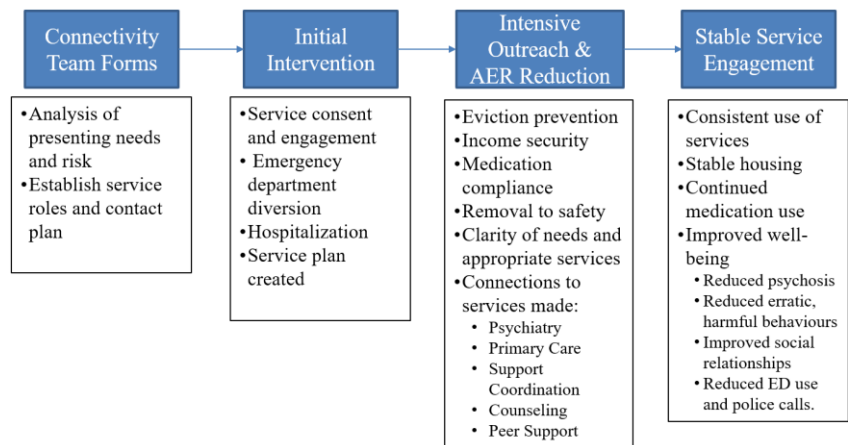 Connectivity
Team Forms
•Analysis of
presenting needs
and risk
•Establish service
roles and contact
plan
Initial
Intervention
•Service consent
and engagement
• Emergency
department
diversion
•Hospitalization
•Service plan
created
Intensive
Outreach &
AER Reduction
•Eviction prevention
•Income security
•Medication
compliance
•Removal to safety
•Clarity of needs and
appropriate services
•Connections to
services made:
• Psychiatry
• Primary Care
• Support
Coordination
• Counseling
• Peer Support
Stable Service
Engagement
•Consistent use of
services
•Stable housing
•Continued
medication use
•Improved well-
being
• Reduced psychosis
• Reduced erratic,
harmful behaviours
• Improved social
relationships
• Reduced ED use
and police calls.